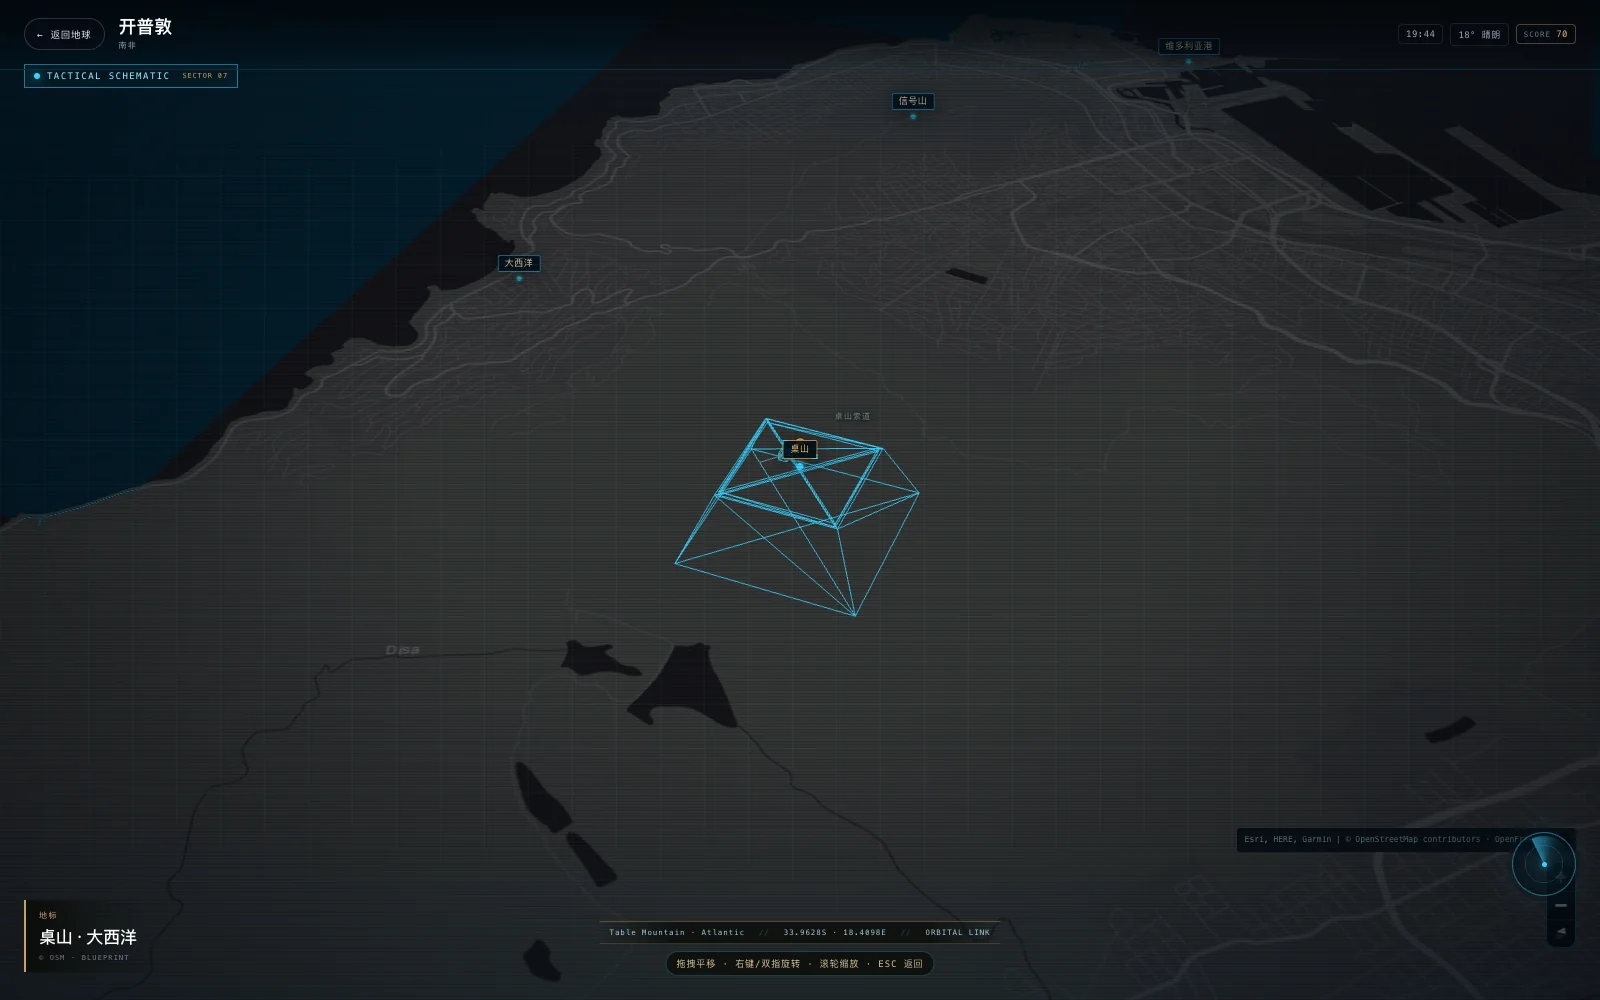 ← 返回地球
开普敦
南非
TACTICAL SCHEMATIC SECTOR 07
19:44
18° 晴朗
SCORE 70
维多利亚港
信号山
大西洋
桌山索道
桌山
Disa
Esri, HERE, Garmin | © OpenStreetMap contributors · OpenFr
地标
桌山 · 大西洋
© OSM · BLUEPRINT
Table Mountain · Atlantic // 33.9628S · 18.4098E // ORBITAL LINK
拖拽平移 · 右键/双指旋转 · 滚轮缩放 · ESC 返回